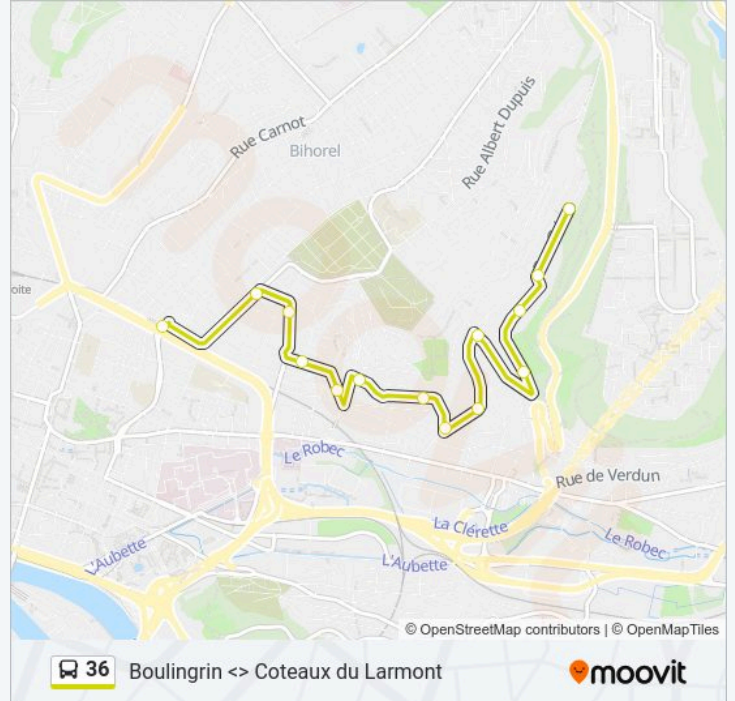 Rue Carnot
Bihorel
Rue Albert Dupuis
oite
Le Robec
Rue de Verdun
La Clérette
Le Robec
L'Aubette
L'Aubette
© OpenStreetMap contributors | © OpenMapTiles
36 Boulingrin <> Coteaux du Larmont
moovit